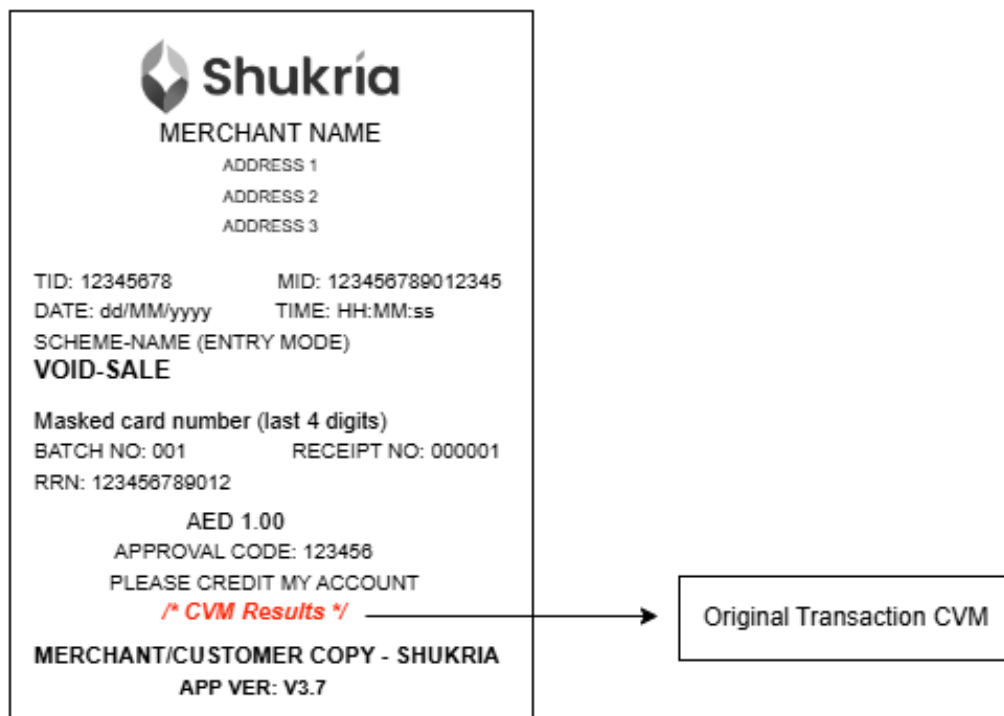 Shukria
MERCHANT NAME
ADDRESS 1
ADDRESS 2
ADDRESS 3
TID: 12345678 MID: 123456789012345
DATE: dd/MM/yyyy TIME: HH:MM:ss
SCHEME-NAME (ENTRY MODE)
VOID-SALE
Masked card number (last 4 digits)
BATCH NO: 001 RECEIPT NO: 000001
RRN: 123456789012
AED 1.00
APPROVAL CODE: 123456
PLEASE CREDIT MY ACCOUNT
/* CVM Results */
Original Transaction CVM
MERCHANT/CUSTOMER COPY - SHUKRIA
APP VER: V3.7